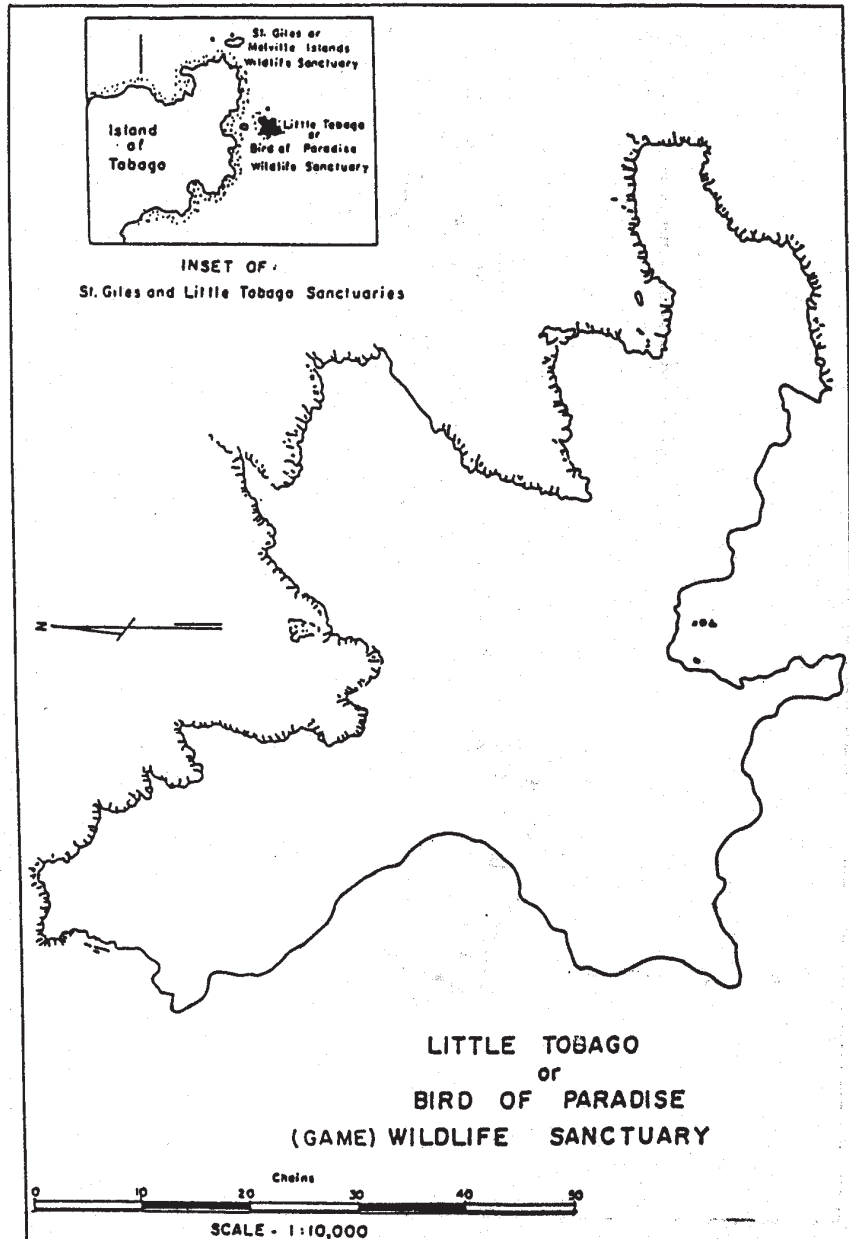 St. Giles or
Melville Islands
Wildlife Sanctuary
Island
of
Tobago
Little Tobago
or
Bird of Paradise
Wildlife Sanctuary
INSET OF:
St. Giles and Little Tobago Sanctuaries
N
LITTLE TOBAGO
or
BIRD OF PARADISE
(GAME) WILDLIFE SANCTUARY
Chains
0 10 20 30 40 50
SCALE - 1:10,000